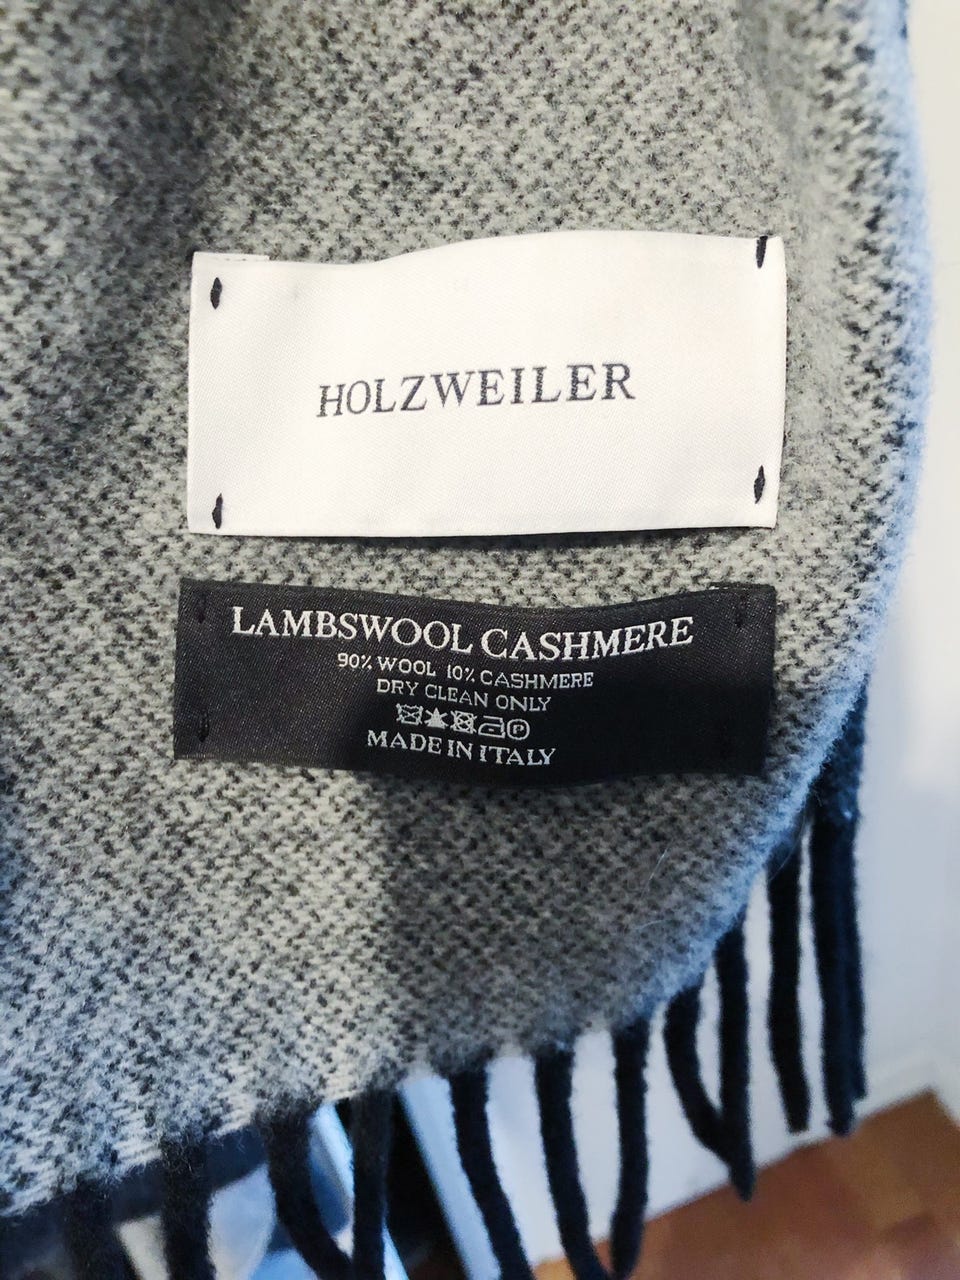 HOLZWEILER
LAMBSWOOL CASHMERE
90% WOOL 10% CASHMERE
DRY CLEAN ONLY
P
MADE IN ITALY